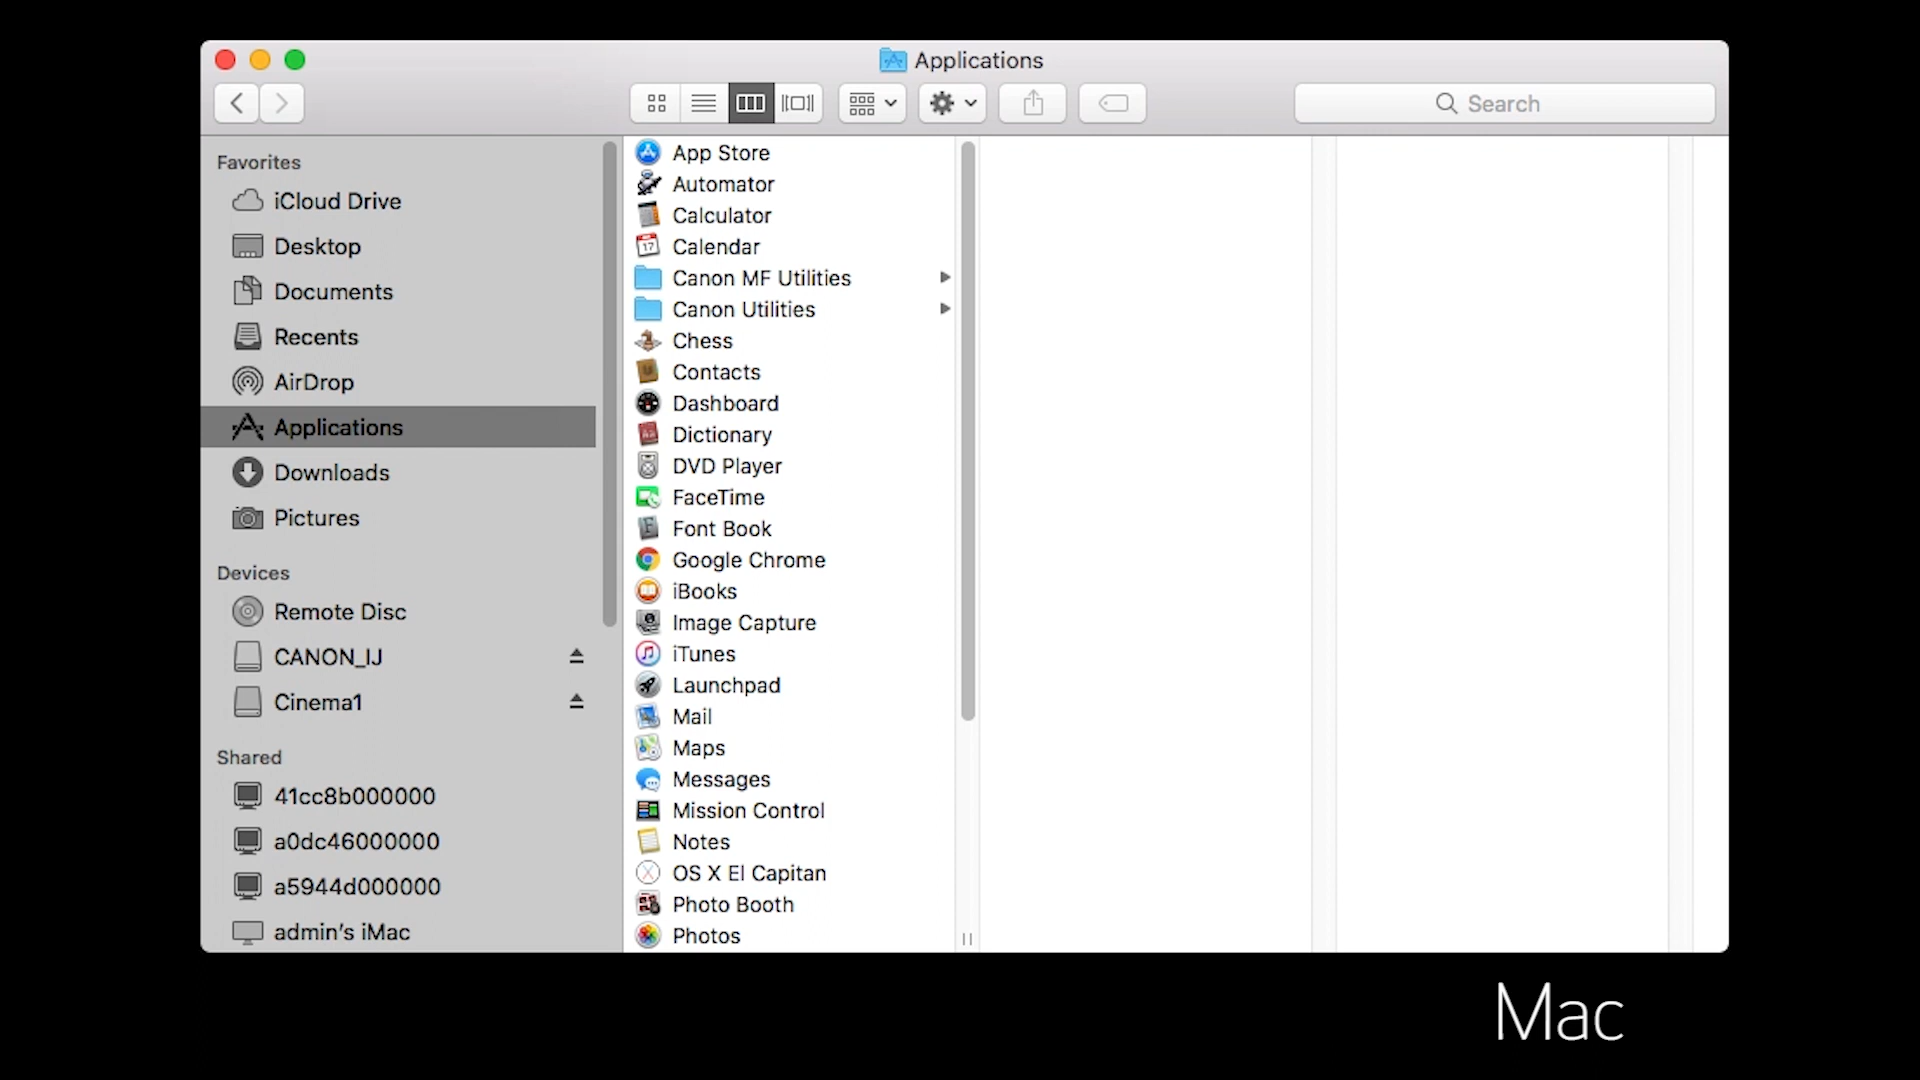 Applications
Search
Favorites
iCloud Drive
Desktop
Documents
Recents
AirDrop
Applications
Downloads
Pictures
Devices
Remote Disc
CANON_IJ
Cinema1
Shared
41cc8b000000
a0dc46000000
a5944d000000
admin's iMac
App Store
Automator
Calculator
17
Calendar
Canon MF Utilities
Canon Utilities
Chess
Contacts
Dashboard
Dictionary
DVD Player
FaceTime
Font Book
Google Chrome
iBooks
Image Capture
iTunes
Launchpad
Mail
Maps
Messages
Mission Control
Notes
OS X El Capitan
Photo Booth
Photos
Mac